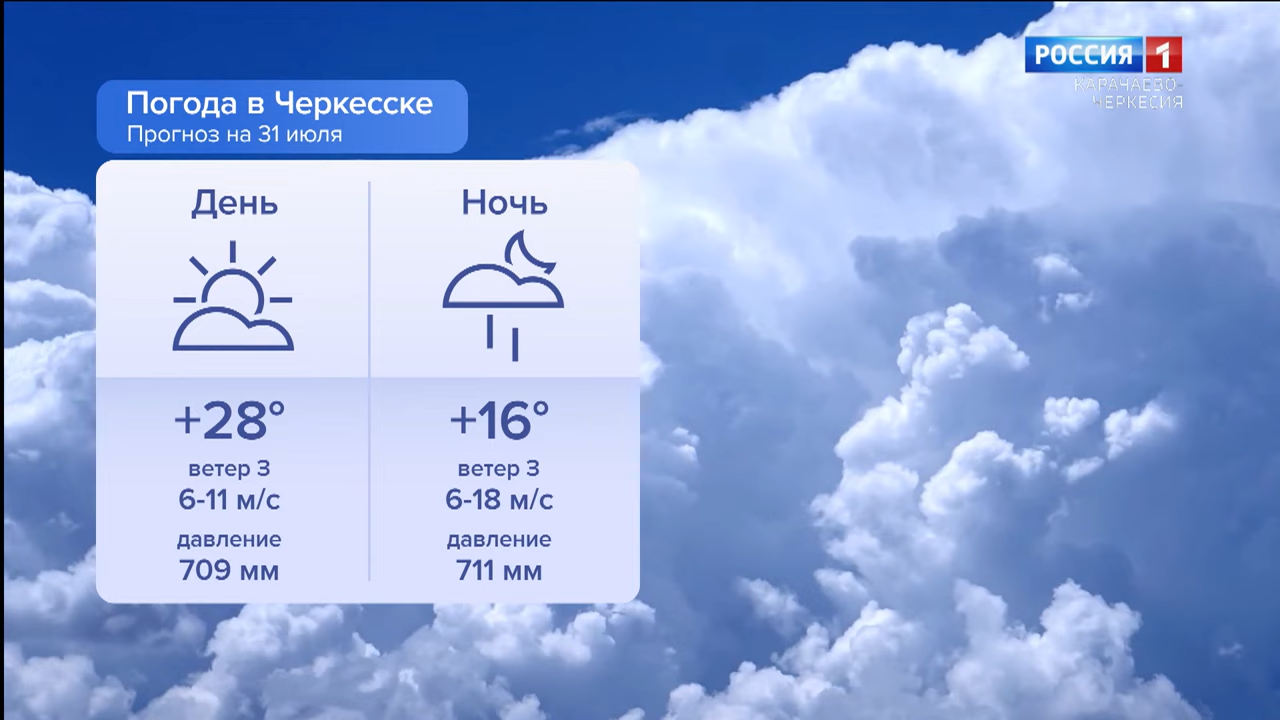 РОССИЯ 1
КАРАЧАЕВО-
ЧЕРКЕСИЯ
Погода в Черкесске
Прогноз на 31 июля
День
+28°
ветер З
6-11 м/с
давление
709 мм
Ночь
+16°
ветер З
6-18 м/с
давление
711 мм